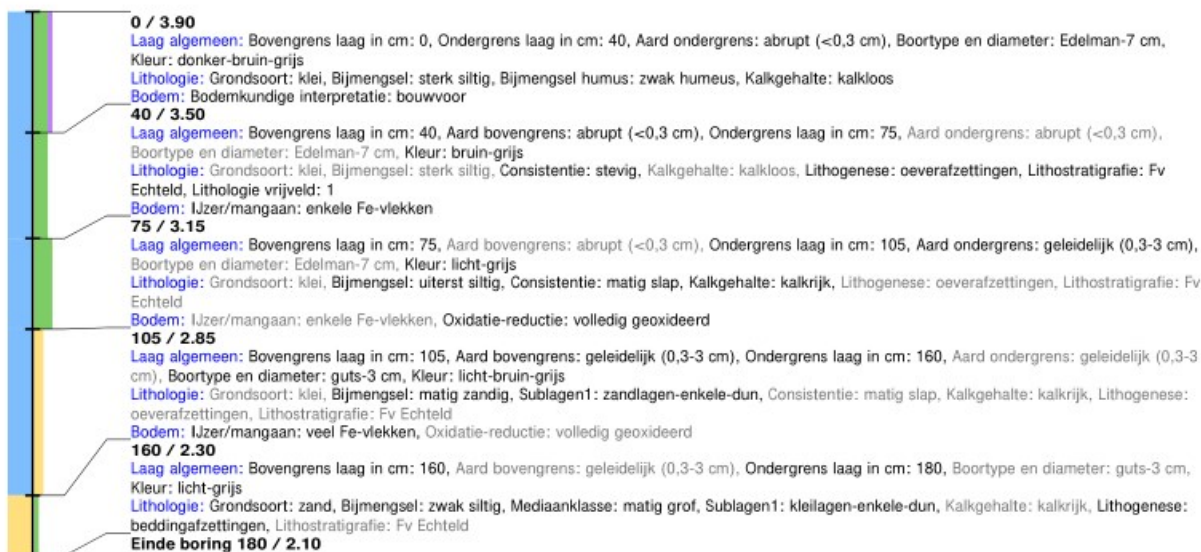 0 / 3.90
Laag algemeen: Bovengrens laag in cm: 0, Ondergrens laag in cm: 40, Aard ondergrens: abrupt (<0,3 cm), Boortype en diameter: Edelman-7 cm,
Kleur: donker-bruin-grijs
Lithologie: Grondsoort: klei, Bijmengsel: sterk siltig, Bijmengsel humus: zwak humeus, Kalkgehalte: kalkloos
Bodem: Bodemkundige interpretatie: bouwvoor
40 / 3.50
Laag algemeen: Bovengrens laag in cm: 40, Aard bovengrens: abrupt (<0,3 cm), Ondergrens laag in cm: 75, Aard ondergrens: abrupt (<0,3 cm),
Boortype en diameter: Edelman-7 cm, Kleur: bruin-grijs
Lithologie: Grondsoort: klei, Bijmengsel: sterk siltig, Consistentie: stevig, Kalkgehalte: kalkloos, Lithogenese: oeverafzettingen, Lithostratigrafie: Fv
Echteld, Lithologie vrijveld: 1
Bodem: IJzer/mangaan: enkele Fe-vlekken
75 / 3.15
Laag algemeen: Bovengrens laag in cm: 75, Aard bovengrens: abrupt (<0,3 cm), Ondergrens laag in cm: 105, Aard ondergrens: geleidelijk (0,3-3 cm),
Boortype en diameter: Edelman-7 cm, Kleur: licht-grijs
Lithologie: Grondsoort: klei, Bijmengsel: uiterst siltig, Consistentie: matig slap, Kalkgehalte: kalkrijk, Lithogenese: oeverafzettingen, Lithostratigrafie: Fv
Echteld
Bodem: IJzer/mangaan: enkele Fe-vlekken, Oxidatie-reductie: volledig geoxideerd
105 / 2.85
Laag algemeen: Bovengrens laag in cm: 105, Aard bovengrens: geleidelijk (0,3-3 cm), Ondergrens laag in cm: 160, Aard ondergrens: geleidelijk (0,3-3
cm), Boortype en diameter: guts-3 cm, Kleur: licht-bruin-grijs
Lithologie: Grondsoort: klei, Bijmengsel: matig zandig, Sublagen1: zandlagen-enkele-dun, Consistentie: matig slap, Kalkgehalte: kalkrijk, Lithogenese:
oeverafzettingen, Lithostratigrafie: Fv Echteld
Bodem: IJzer/mangaan: veel Fe-vlekken, Oxidatie-reductie: volledig geoxideerd
160 / 2.30
Laag algemeen: Bovengrens laag in cm: 160, Aard bovengrens: geleidelijk (0,3-3 cm), Ondergrens laag in cm: 180, Boortype en diameter: guts-3 cm,
Kleur: licht-grijs
Lithologie: Grondsoort: zand, Bijmengsel: zwak siltig, Mediaanklasse: matig grof, Sublagen1: kleilagen-enkele-dun, Kalkgehalte: kalkrijk, Lithogenese:
beddingafzettingen, Lithostratigrafie: Fv Echteld
Einde boring 180 / 2.10